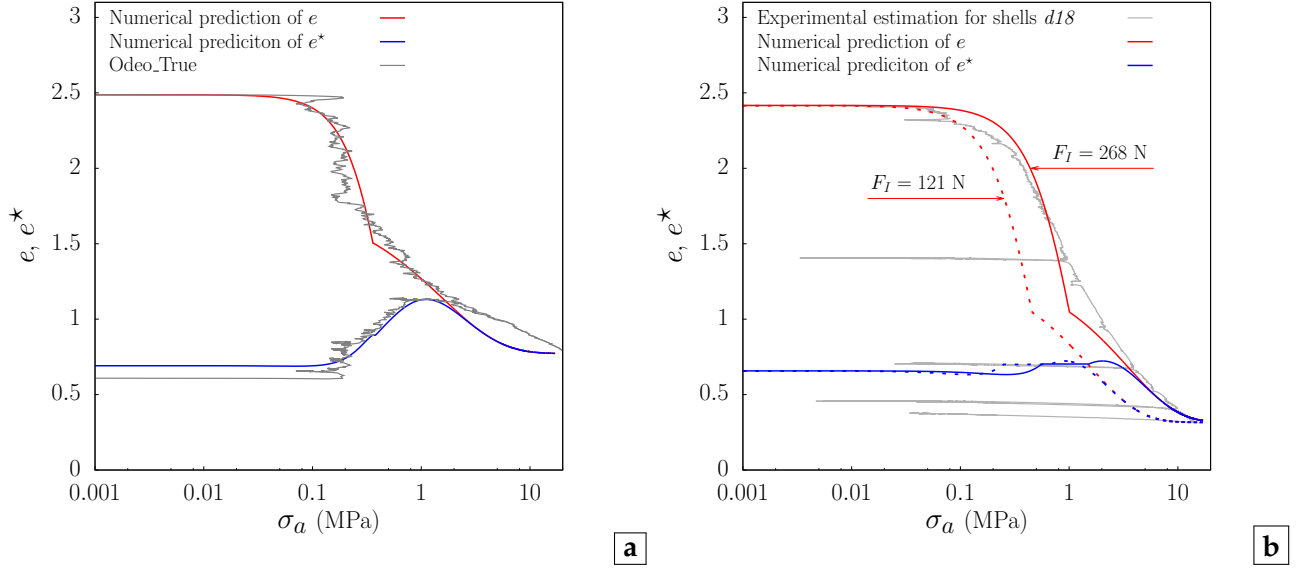 3
2.5
2
1.5
1
0.5
0
e, e★
Numerical prediction of e
Numerical prediciton of e★
Odeo_True
0.001 0.01 0.1 1 10
σa (MPa)
a
3
2.5
2
1.5
1
0.5
0
e, e★
Experimental estimation for shells d18
Numerical prediction of e
Numerical prediciton of e★
FI = 268 N
FI = 121 N
0.001 0.01 0.1 1 10
σa (MPa)
b